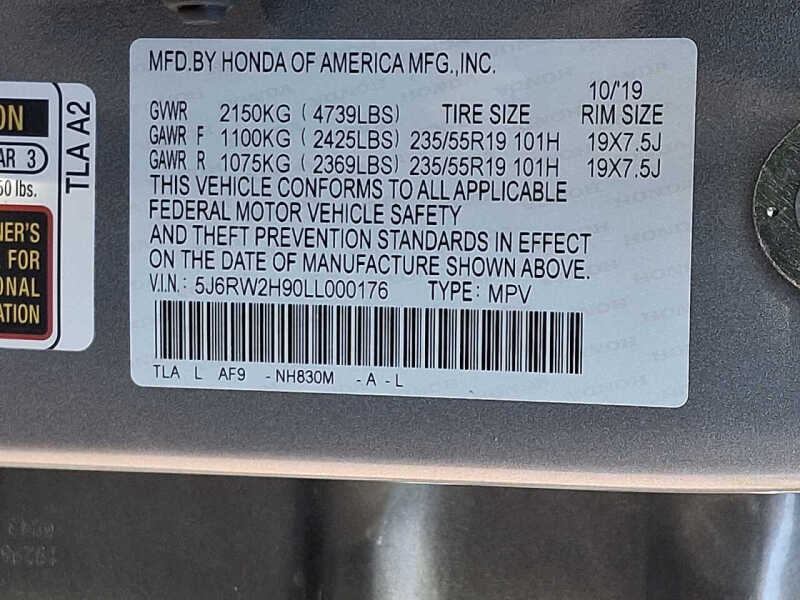 MFD.BY HONDA OF AMERICA MFG.,INC.
10/'19
GVWR 2150KG (4739LBS) TIRE SIZE RIM SIZE
GAWR F 1100KG (2425LBS) 235/55R19 101H 19X7.5J
GAWR R 1075KG (2369LBS) 235/55R19 101H 19X7.5J
THIS VEHICLE CONFORMS TO ALL APPLICABLE
FEDERAL MOTOR VEHICLE SAFETY
AND THEFT PREVENTION STANDARDS IN EFFECT
ON THE DATE OF MANUFACTURE SHOWN ABOVE.
V.I.N.: 5J6RW2H90LL000176 TYPE: MPV
TLA L AF9 -NH830M -A -L
TLA A2
ON
AR 3
50 lbs.
NER'S
FOR
ONAL
ATION
HONDA